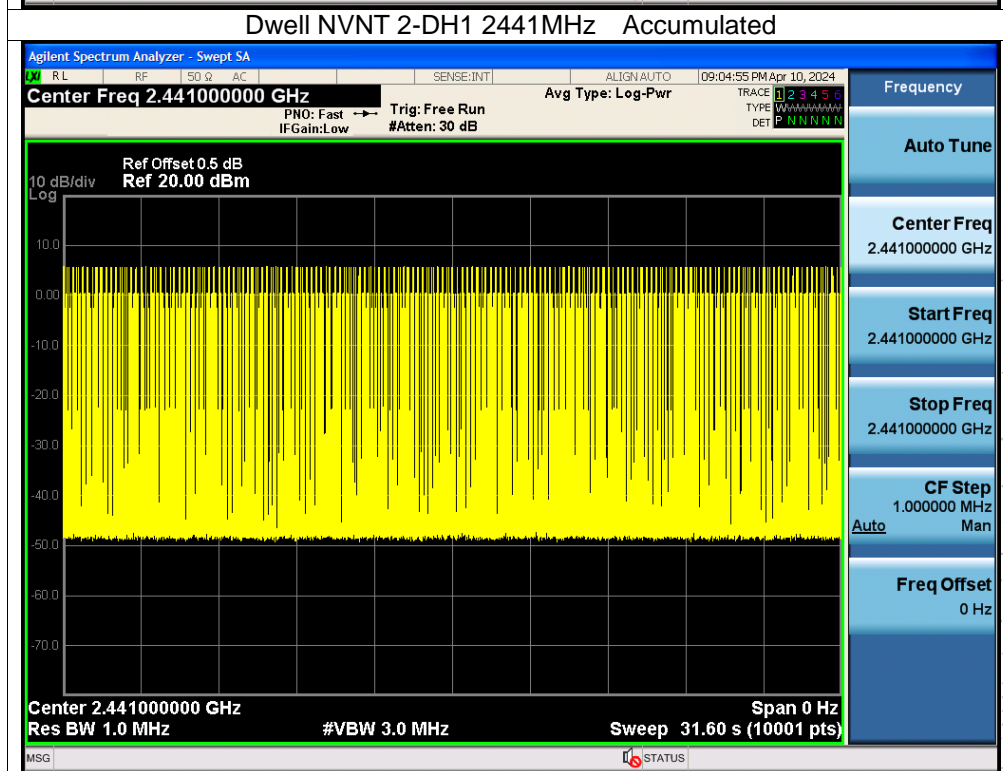 Dwell NVNT 2-DH1 2441MHz Accumulated
Agilent Spectrum Analyzer - Swept SA
LXI RL RF 50 Ω AC SENSE:INT ALIGN AUTO 09:04:55 PM Apr 10, 2024
Center Freq 2.441000000 GHz
PNO: Fast
IFGain:Low
Trig: Free Run
#Atten: 30 dB
Avg Type: Log-Pwr
TRACE 1 2 3 4 5 6
TYPE WWWWWW
DET P N N N N N
Ref Offset 0.5 dB
10 dB/div Ref 20.00 dBm
Log
10.0
0.00
-10.0
-20.0
-30.0
-40.0
-50.0
-60.0
-70.0
Center 2.441000000 GHz Span 0 Hz
Res BW 1.0 MHz #VBW 3.0 MHz Sweep 31.60 s (10001 pts)
MSG STATUS
Frequency
Auto Tune
Center Freq
2.441000000 GHz
Start Freq
2.441000000 GHz
Stop Freq
2.441000000 GHz
CF Step
1.000000 MHz
Auto Man
Freq Offset
0 Hz